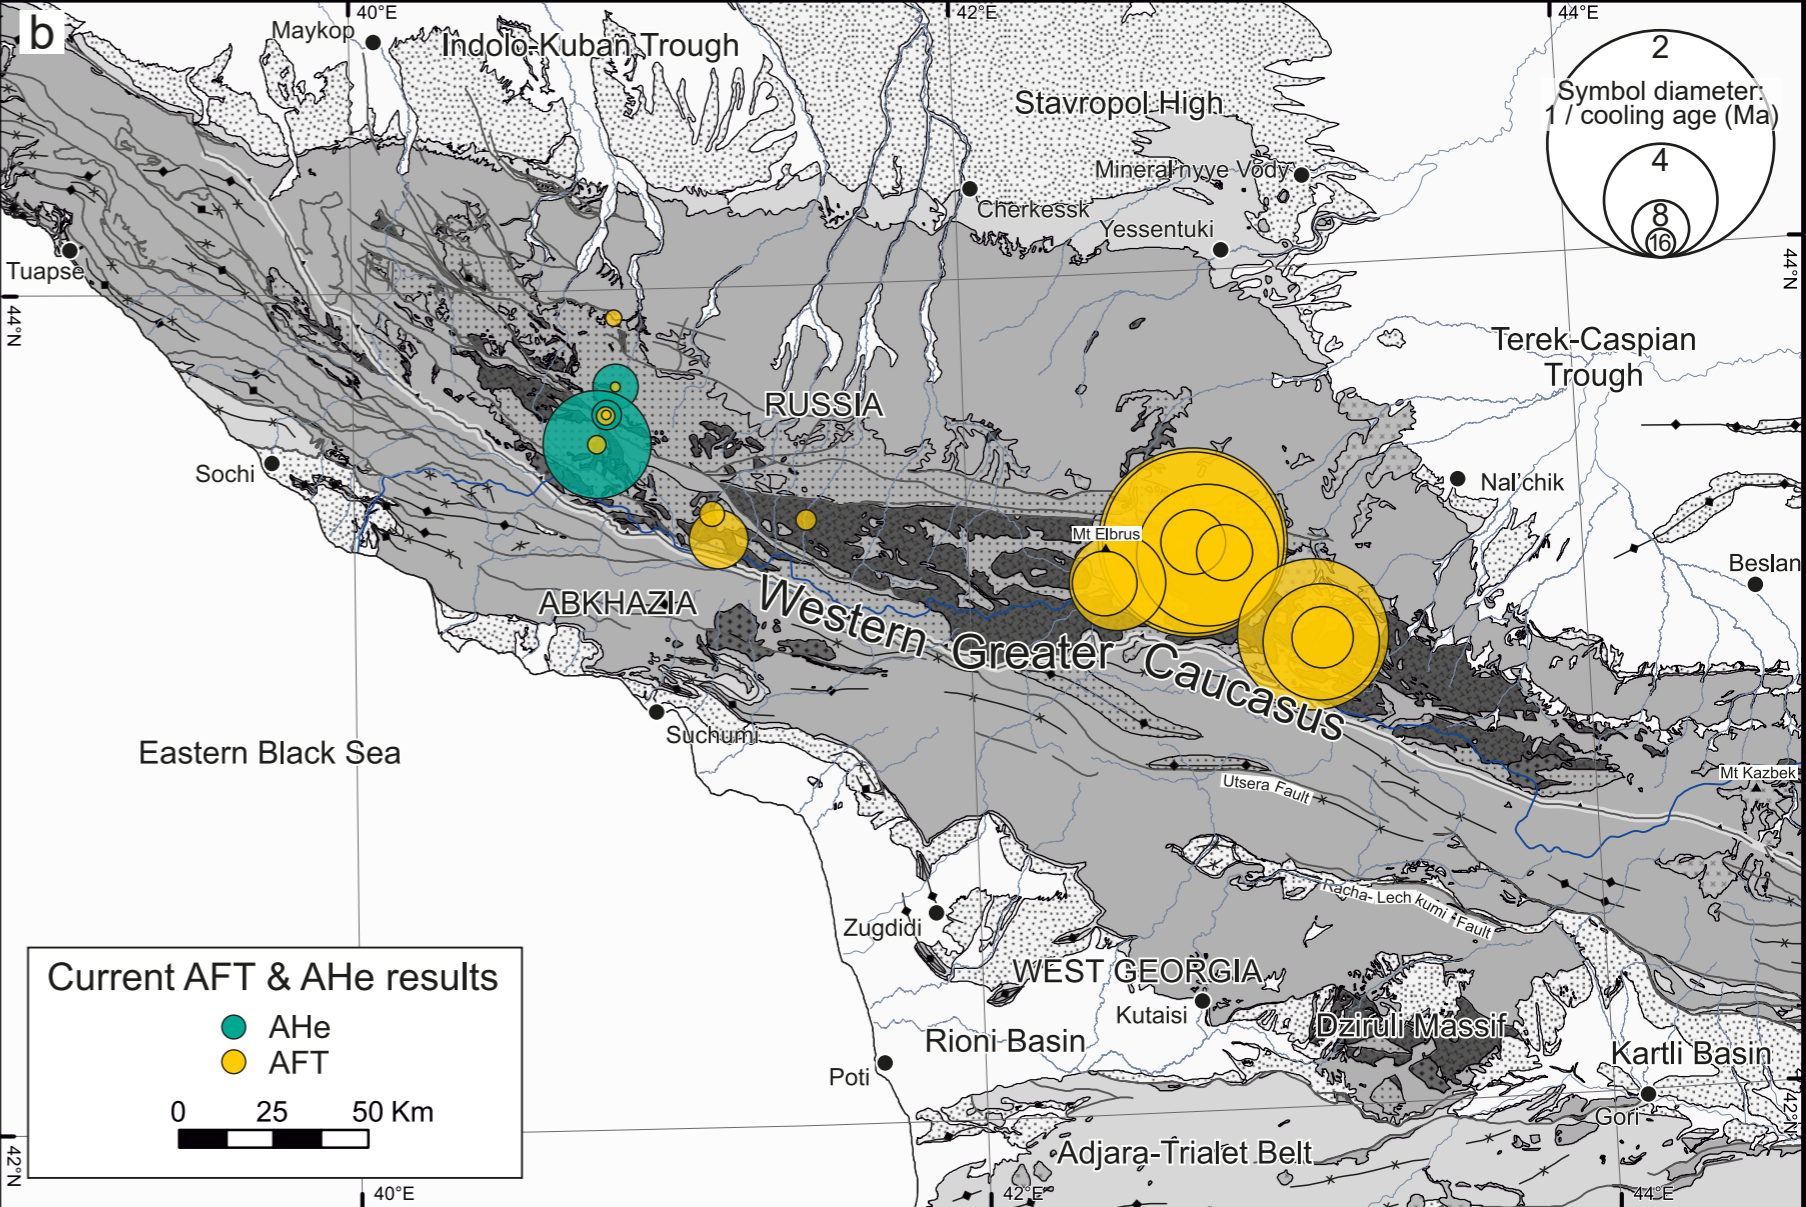 b
40°E
42°E
44°E
Maykop
Indolo-Kuban Trough
2
Symbol diameter:
1 / cooling age (Ma)
Stavropol High
4
Mineral'nyye Vody
8
Cherkessk
Yessentuki
16
Tuapse
44°N
44°N
Terek-Caspian
Trough
RUSSIA
Sochi
Nal'chik
Mt Elbrus
Beslan
ABKHAZIA
Western Greater Caucasus
Suchumi
Eastern Black Sea
Mt Kazbek
Utsera Fault
Racha- Lech kumi Fault
Zugdidi
WEST GEORGIA
Current AFT & AHe results
AHe
AFT
0 25 50 Km
Kutaisi
Dziruli Massif
Rioni Basin
Kartli Basin
Poti
Gori
42°N
42°N
Adjara-Trialet Belt
40°E
42°E
44°E